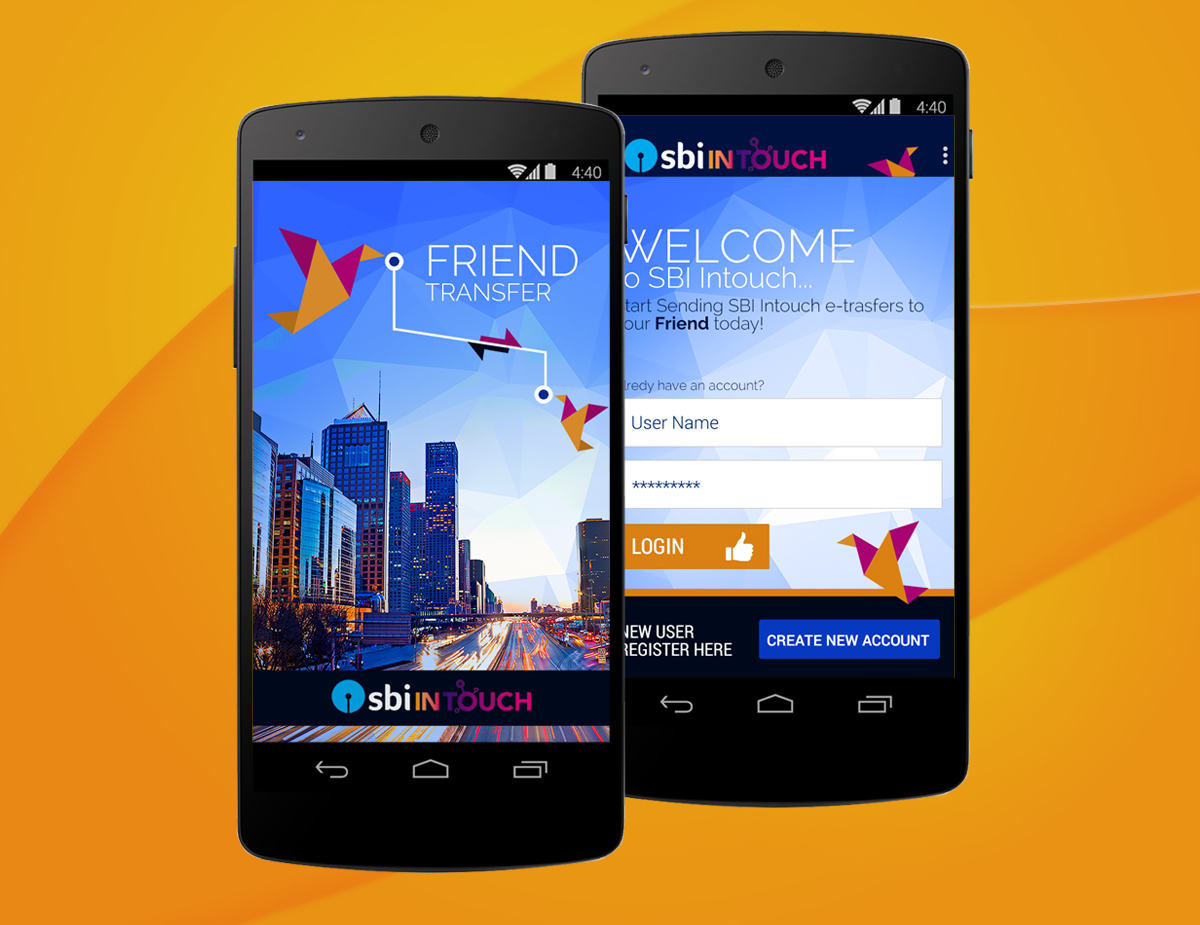 4:40
FRIEND
TRANSFER
sbi INTOUCH
4:40
sbi INTOUCH
WELCOME
o SBI Intouch...
tart Sending SBI Intouch e-trasfers to
our Friend today!
lredy have an account?
User Name
*********
LOGIN
NEW USER
REGISTER HERE
CREATE NEW ACCOUNT